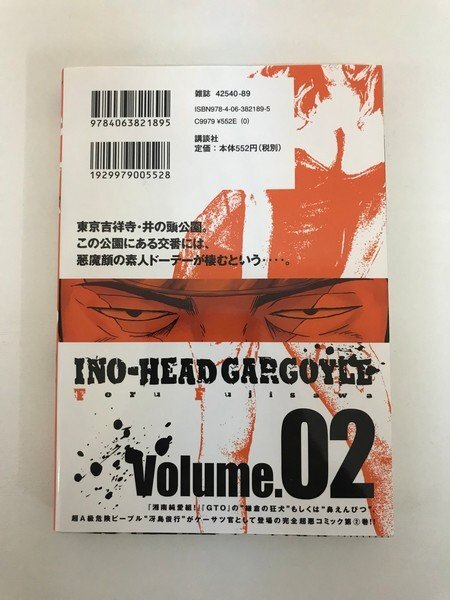 雑誌 42540-89
ISBN978-4-06-382189-5
C9979 ¥552E (0)
講談社
定価：本体552円(税別)
9784063821895
1929979005528
東京吉祥寺・井の頭公園。
この公園にある交番には、
悪魔顔の素人ドーテーが棲むという‥‥。
INO-HEAD GARGOYLE
Toru Fujisawa
Volume.02
『湘南純愛組！』『GTO』の“鎌倉の狂犬”もしくは“鼻えんぴつ”
超A級危険ピープル“冴島俊行”がケーサツ官として登場の完全超悪コミック第②巻!!